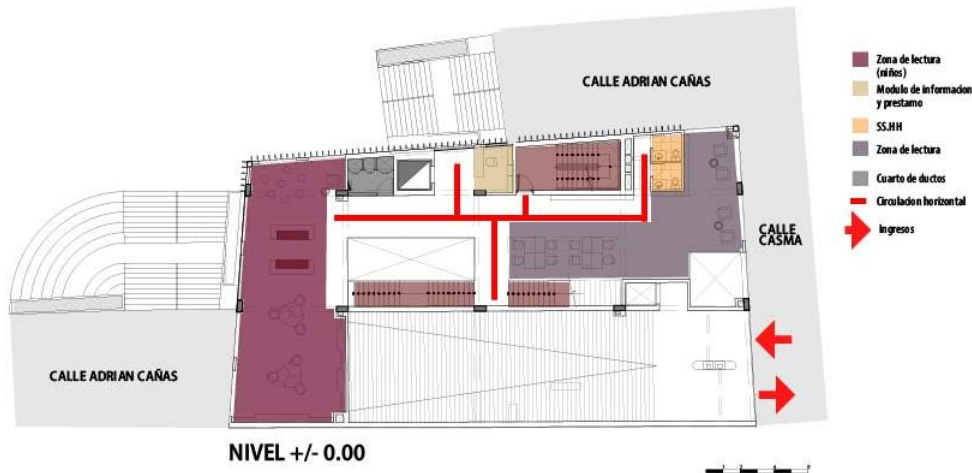 CALLE ADRIAN CAÑAS
Zona de lectura
(niños)
Modulo de informacion
y prestamo
SS.HH
Zona de lectura
Cuarto de ductos
Circulacion horizontal
Ingresos
CALLE
CASMA
CALLE ADRIAN CAÑAS
NIVEL +/- 0.00